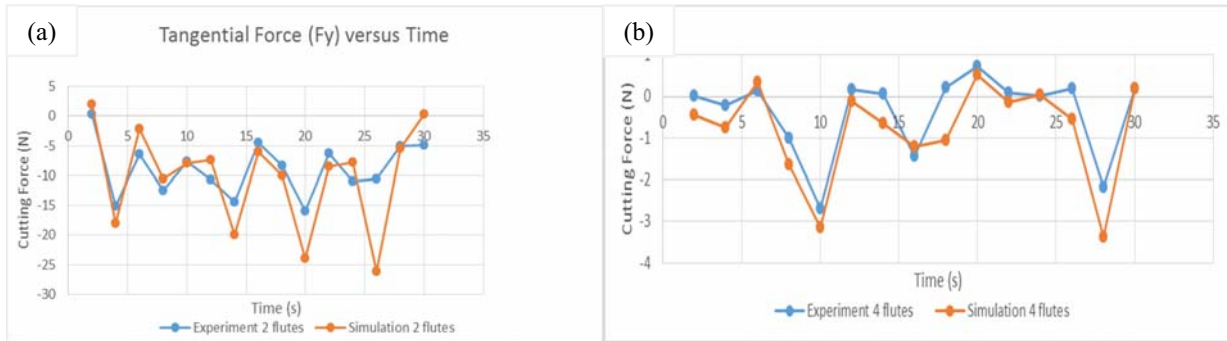 (a)
Tangential Force (Fy) versus Time
5
0
-5
-10
-15
-20
-25
-30
0 5 10 15 20 25 30 35
Cutting Force (N)
Time (s)
Experiment 2 flutes Simulation 2 flutes
(b)
1
0
-1
-2
-3
-4
0 5 10 15 20 25 30 35
Cutting Force (N)
Time (s)
Experiment 4 flutes Simulation 4 flutes